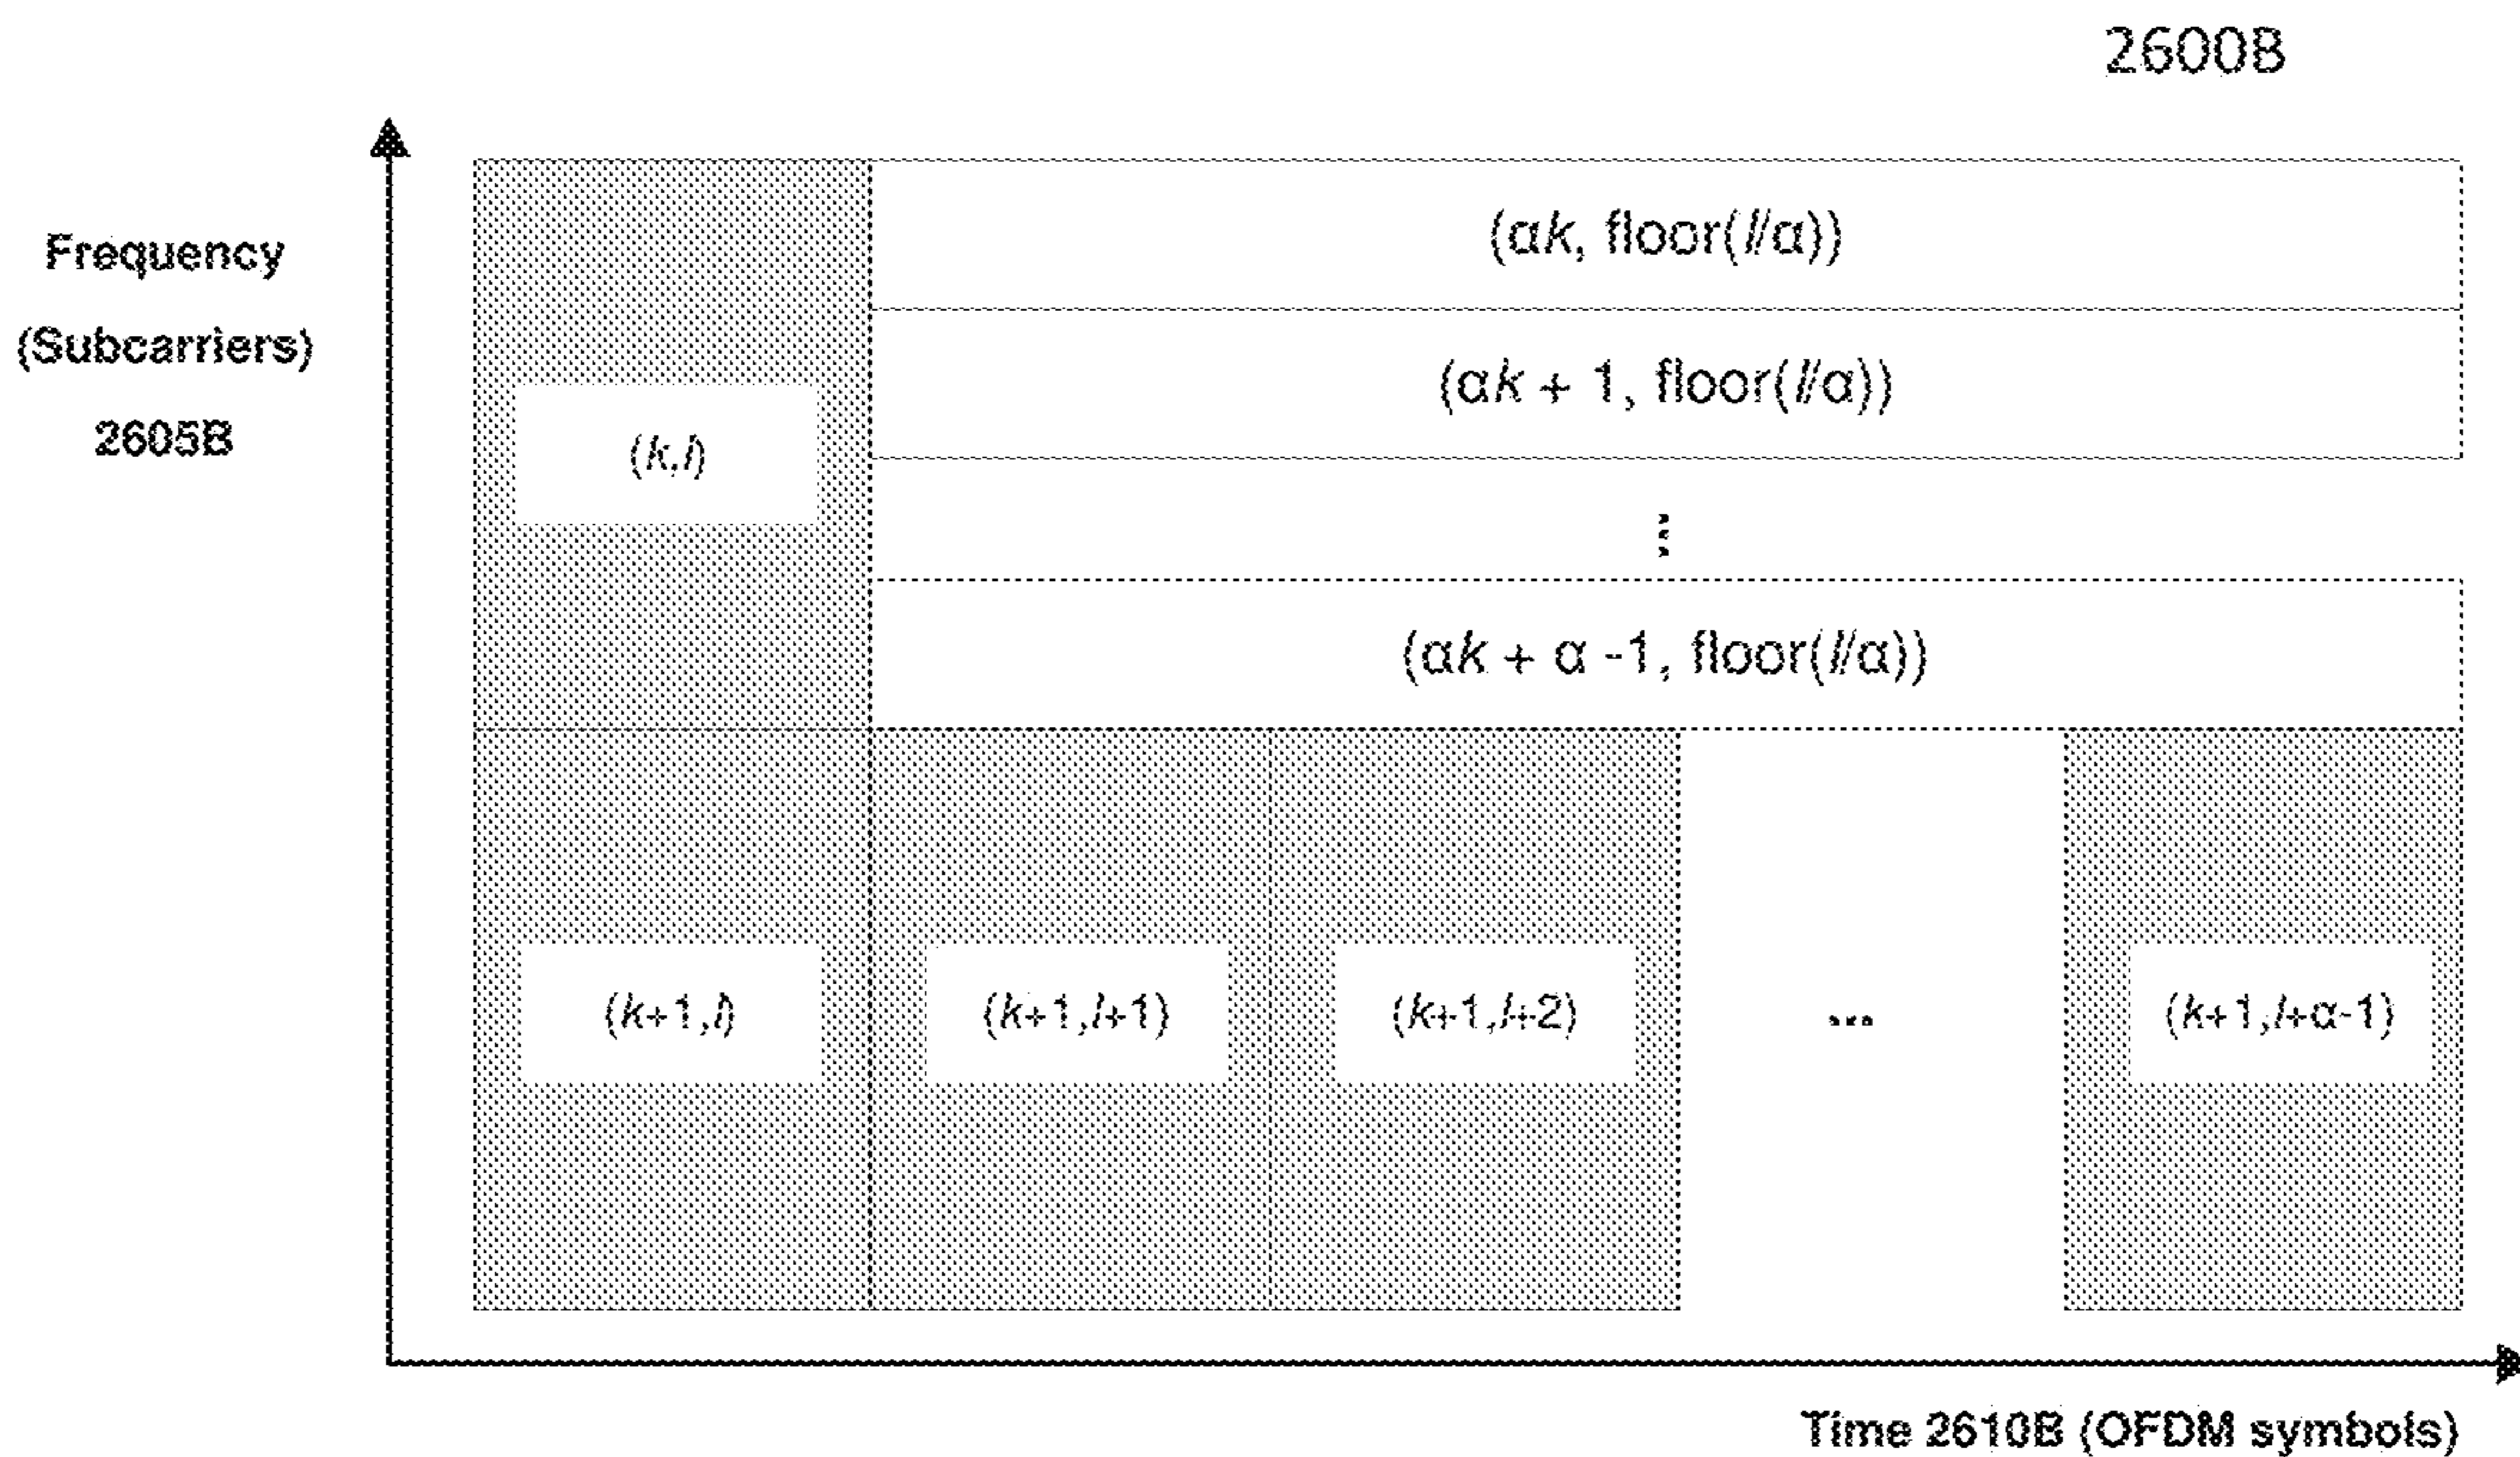 2600B
Frequency
(Subcarriers)
2605B
(αk, floor(l/α))
(αk + 1, floor(l/α))
(k,l)
⋮
(αk + α -1, floor(l/α))
(k+1,l)
(k+1,l+1)
(k+1,l+2)
...
(k+1,l+α-1)
Time 2610B (OFDM symbols)